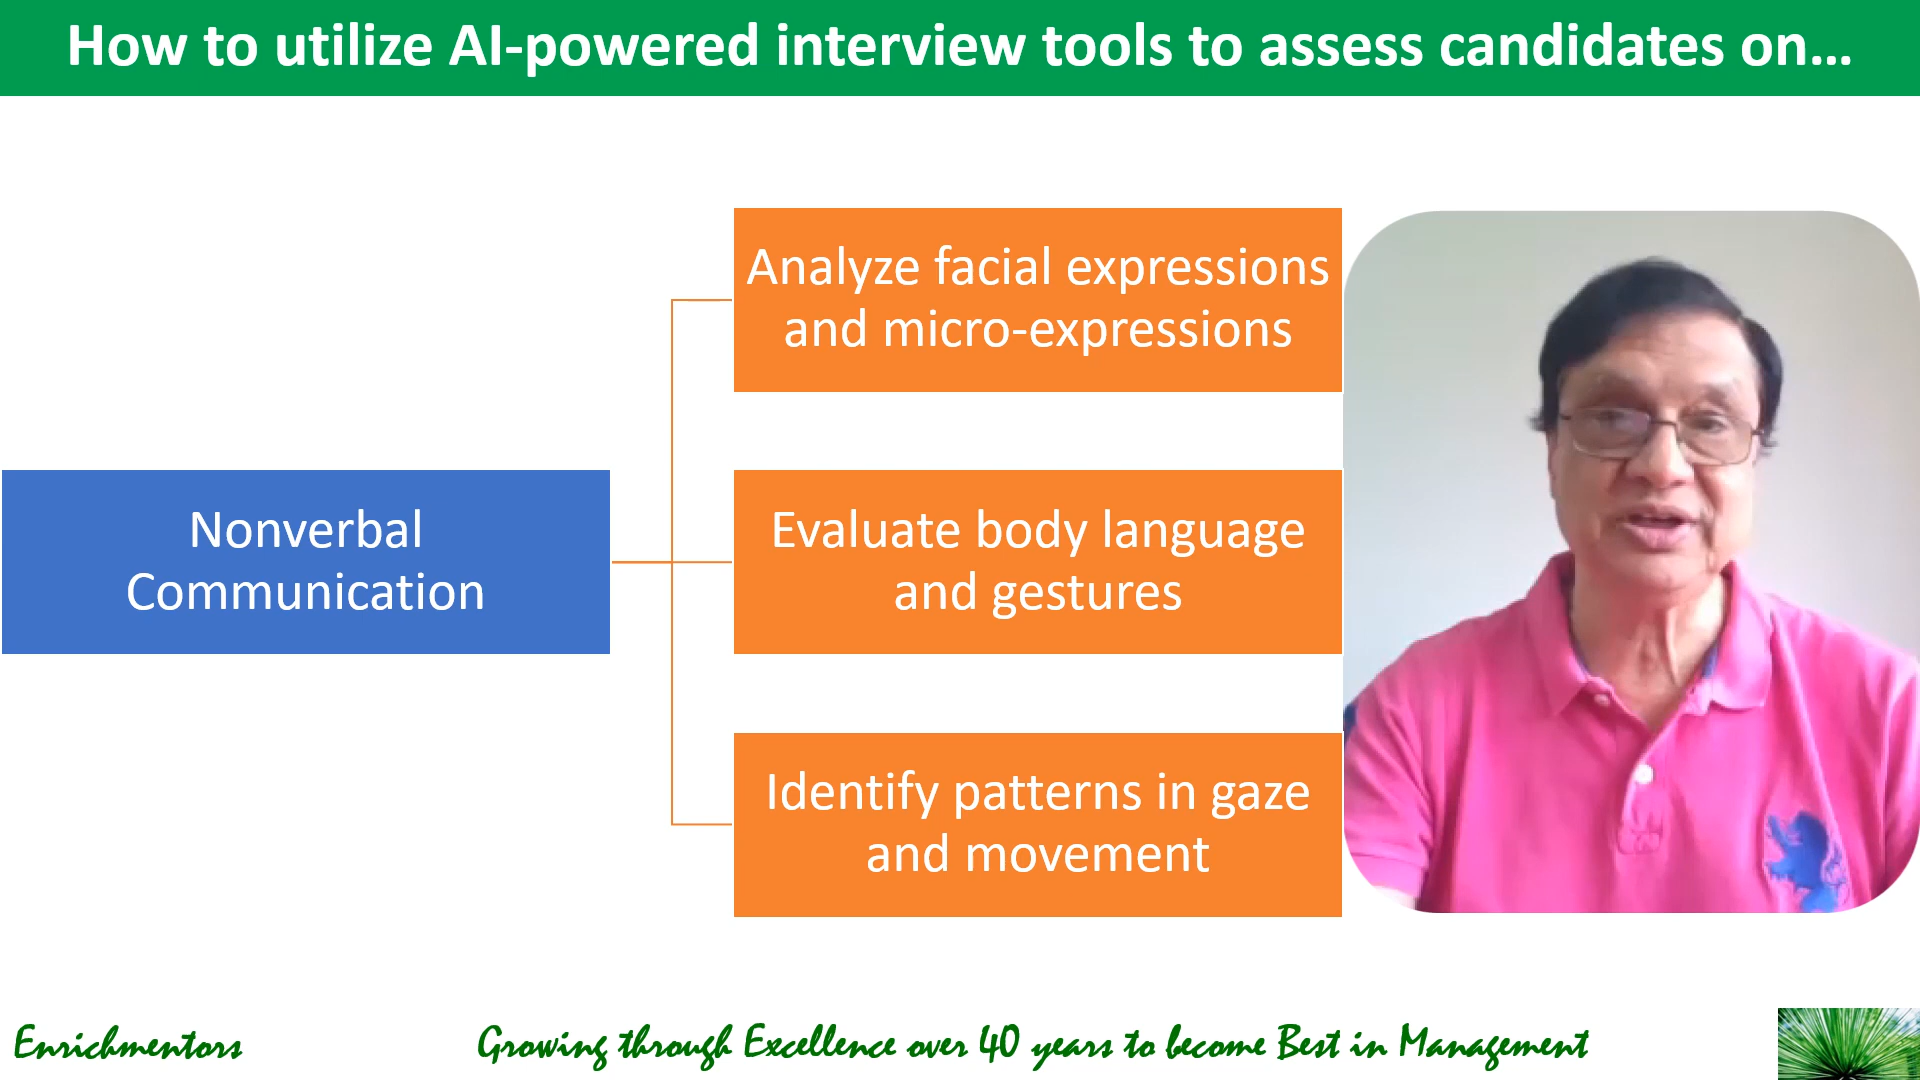 How to utilize AI-powered interview tools to assess candidates on...
Analyze facial expressions
and micro-expressions
Nonverbal
Communication
Evaluate body language
and gestures
Identify patterns in gaze
and movement
Enrichmentors
Growing through Excellence over 40 years to become Best in Management